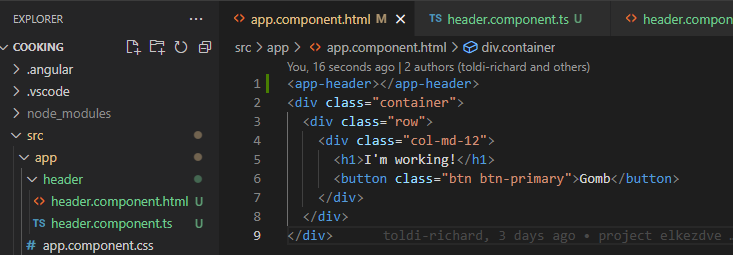 EXPLORER
COOKING
.angular
.vscode
node_modules
src
app
header
header.component.html U
TS header.component.ts U
# app.component.css
app.component.html M
TS header.component.ts U
header.compone
src > app > app.component.html > div.container
You, 16 seconds ago | 2 authors (toldi-richard and others)
1 <app-header></app-header>
2 <div class="container">
3 <div class="row">
4 <div class="col-md-12">
5 <h1>I'm working!</h1>
6 <button class="btn btn-primary">Gomb</button>
7 </div>
8 </div>
9 </div> toldi-richard, 3 days ago • project elkezdve